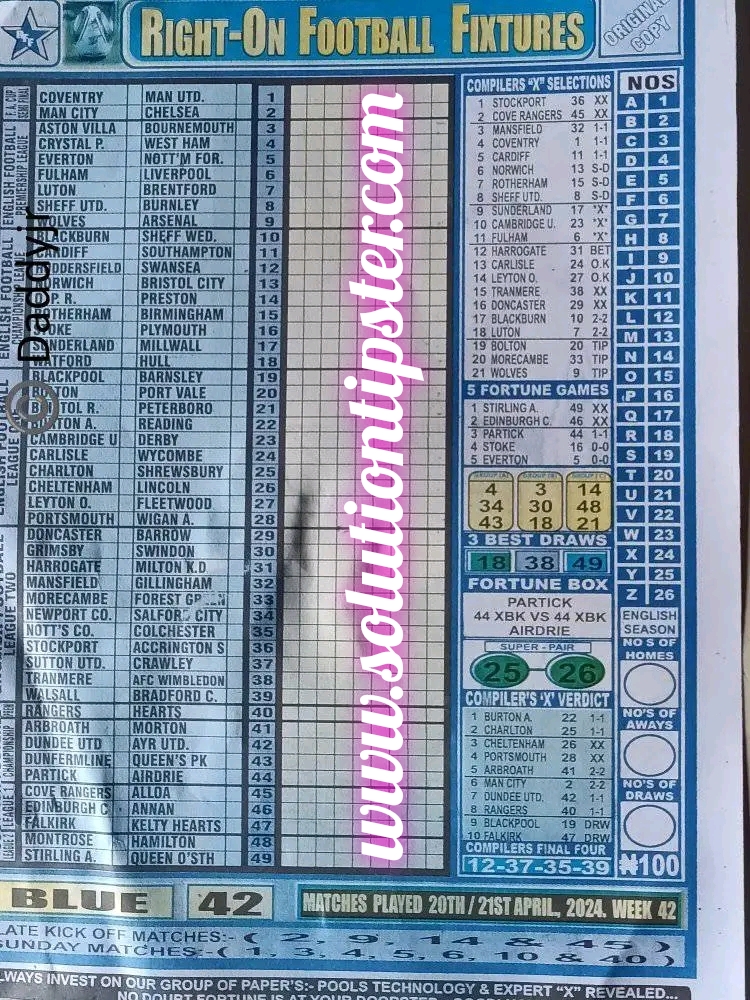 RIGHT-ON FOOTBALL FIXTURES
ORIGINAL COPY
COVENTRY MAN UTD. 1
MAN CITY CHELSEA 2
ASTON VILLA BOURNEMOUTH 3
CRYSTAL P. WEST HAM 4
EVERTON NOTT'M FOR. 5
FULHAM LIVERPOOL 6
LUTON BRENTFORD 7
SHEFF UTD. BURNLEY 8
OLVES ARSENAL 9
BLACKBURN SHEFF WED. 10
CARDIFF SOUTHAMPTON 11
DDERSFIELD SWANSEA 12
RWICH BRISTOL CITY 13
P. R. PRESTON 14
THERHAM BIRMINGHAM 15
STOKE PLYMOUTH 16
SUNDERLAND MILLWALL 17
WATFORD HULL 18
BLACKPOOL BARNSLEY 19
TON PORT VALE 20
TOL R. PETERBORO 21
BURTON A. READING 22
CAMBRIDGE U DERBY 23
CARLISLE WYCOMBE 24
CHARLTON SHREWSBURY 25
CHELTENHAM LINCOLN 26
LEYTON O. FLEETWOOD 27
PORTSMOUTH WIGAN A. 28
DONCASTER BARROW 29
GRIMSBY SWINDON 30
HARROGATE MILTON K.D 31
MANSFIELD GILLINGHAM 32
MORECAMBE FOREST GREEN 33
NEWPORT CO. SALFORD CITY 34
NOTT'S CO. COLCHESTER 35
STOCKPORT ACCRINGTON S 36
SUTTON UTD. CRAWLEY 37
TRANMERE AFC WIMBLEDON 38
WALSALL BRADFORD C. 39
RANGERS HEARTS 40
ARBROATH MORTON 41
DUNDEE UTD AYR UTD. 42
DUNFERMLINE QUEEN'S PK 43
PARTICK AIRDRIE 44
COVE RANGERS ALLOA 45
EDINBURGH C ANNAN 46
FALKIRK KELTY HEARTS 47
MONTROSE HAMILTON 48
STIRLING A. QUEEN O'STH 49
© Daddyjr
www.solutiontipster.com
COMPILERS "X" SELECTIONS
1 STOCKPORT 36 XX
2 COVE RANGERS 45 XX
3 MANSFIELD 32 1-1
4 COVENTRY 1 1-1
5 CARDIFF 11 1-1
6 NORWICH 13 S-D
7 ROTHERHAM 15 S-D
8 SHEFF UTD. 8 S-D
9 SUNDERLAND 17 *X*
10 CAMBRIDGE U. 23 *X*
11 FULHAM 6 *X*
12 HARROGATE 31 BET
13 CARLISLE 24 O.K
14 LEYTON O. 27 O.K
15 TRANMERE 38 XX
16 DONCASTER 29 XX
17 BLACKBURN 10 2-2
18 LUTON 7 2-2
19 BOLTON 20 TIP
20 MORECAMBE 33 TIP
21 WOLVES 9 TIP
5 FORTUNE GAMES
1 STIRLING A. 49 XX
2 EDINBURGH C. 46 XX
3 PARTICK 44 1-1
4 STOKE 16 0-0
5 EVERTON 5 0-0
GROUP (A) GROUP (B) GROUP (C)
4 3 14
34 30 48
43 18 21
3 BEST DRAWS
18 38 49
FORTUNE BOX
PARTICK
44 XBK VS 44 XBK
AIRDRIE
SUPER - PAIR
25 26
COMPILER'S 'X' VERDICT
1 BURTON A. 22 1-1
2 CHARLTON 25 1-1
3 CHELTENHAM 26 XX
4 PORTSMOUTH 28 XX
5 ARBROATH 41 2-2
6 MAN CITY 2 2-2
7 DUNDEE UTD. 42 1-1
8 RANGERS 40 1-1
9 BLACKPOOL 19 DRW
10 FALKIRK 47 DRW
COMPILERS FINAL FOUR
12-37-35-39
NOS
A 1
B 2
C 3
D 4
E 5
F 6
G 7
H 8
I 9
J 10
K 11
L 12
M 13
N 14
O 15
P 16
Q 17
R 18
S 19
T 20
U 21
V 22
W 23
X 24
Y 25
Z 26
ENGLISH
SEASON
NO'S OF
HOMES
NO'S OF
AWAYS
NO'S OF
DRAWS
₦100
BLUE 42 MATCHES PLAYED 20TH / 21ST APRIL, 2024. WEEK 42
LATE KICK OFF MATCHES:- ( 2, 9, 14 & 45 )
SUNDAY MATCHES:- ( 1, 3, 4, 5, 6, 10 & 40 )
LWAYS INVEST ON OUR GROUP OF PAPER'S:- POOLS TECHNOLOGY & EXPERT "X" REVEALED...